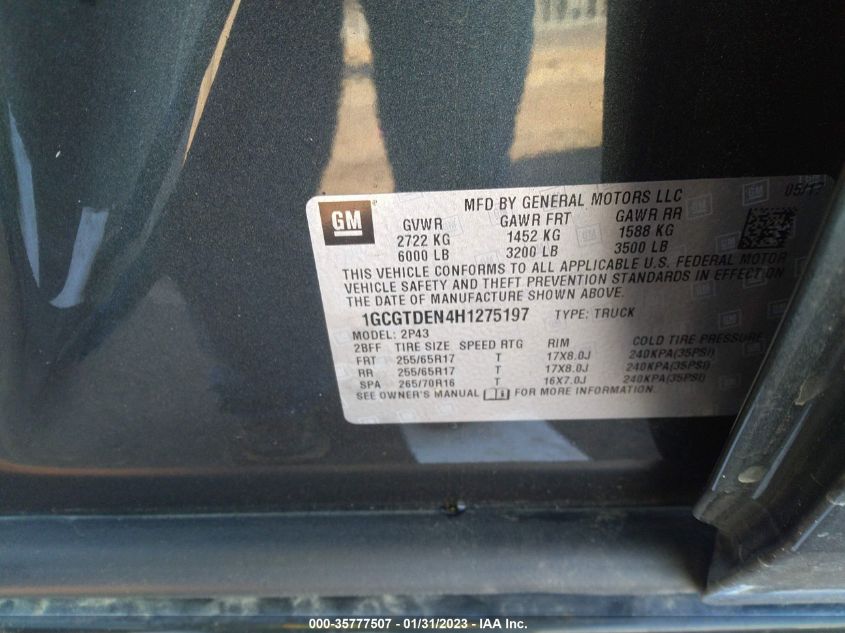 GM
MFD BY GENERAL MOTORS LLC
05/17
GVWR GAWR FRT GAWR RR
2722 KG 1452 KG 1588 KG
6000 LB 3200 LB 3500 LB
THIS VEHICLE CONFORMS TO ALL APPLICABLE U.S. FEDERAL MOTOR
VEHICLE SAFETY AND THEFT PREVENTION STANDARDS IN EFFECTION
THE DATE OF MANUFACTURE SHOWN ABOVE.
1GCGTDEN4H1275197 TYPE: TRUCK
MODEL: 2P43
2BFF TIRE SIZE SPEED RTG RIM COLD TIRE PRESSURE
FRT 255/65R17 T 17X8.0J 240KPA(35PSI)
RR 255/65R17 T 17X8.0J 240KPA(35PSI)
SPA 265/70R16 T 16X7.0J 240KPA(35PSI)
SEE OWNER'S MANUAL FOR MORE INFORMATION.
000-35777507 - 01/31/2023 - IAA Inc.